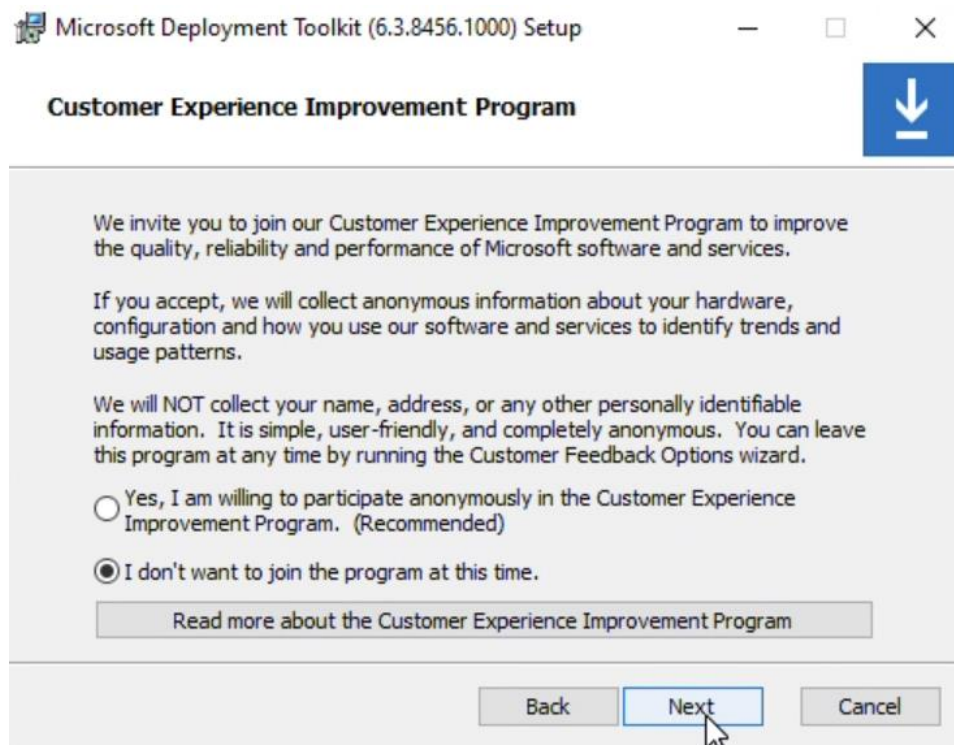 Microsoft Deployment Toolkit (6.3.8456.1000) Setup
Customer Experience Improvement Program
We invite you to join our Customer Experience Improvement Program to improve
the quality, reliability and performance of Microsoft software and services.
If you accept, we will collect anonymous information about your hardware,
configuration and how you use our software and services to identify trends and
usage patterns.
We will NOT collect your name, address, or any other personally identifiable
information.  It is simple, user-friendly, and completely anonymous.  You can leave
this program at any time by running the Customer Feedback Options wizard.
Yes, I am willing to participate anonymously in the Customer Experience
Improvement Program.  (Recommended)
I don't want to join the program at this time.
Read more about the Customer Experience Improvement Program
Back Next Cancel